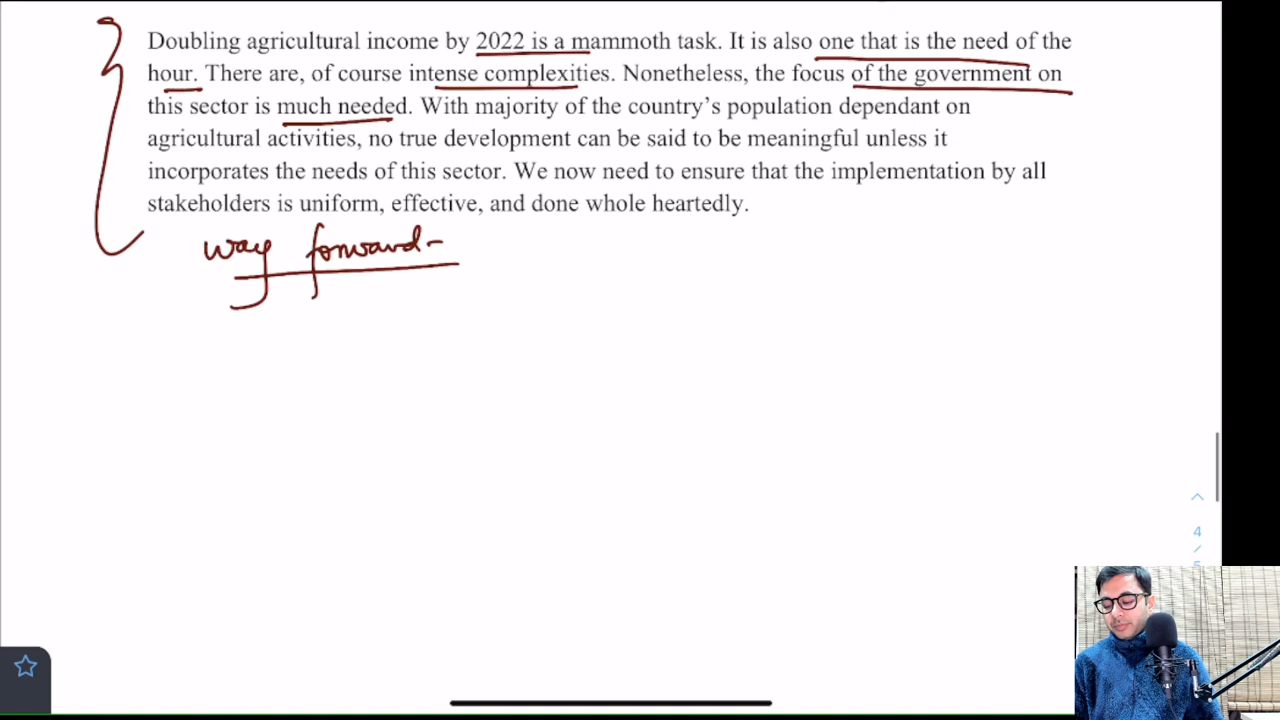 Doubling agricultural income by 2022 is a mammoth task. It is also one that is the need of the
hour. There are, of course intense complexities. Nonetheless, the focus of the government on
this sector is much needed. With majority of the country's population dependant on
agricultural activities, no true development can be said to be meaningful unless it
incorporates the needs of this sector. We now need to ensure that the implementation by all
stakeholders is uniform, effective, and done whole heartedly.
way forward-
4
/